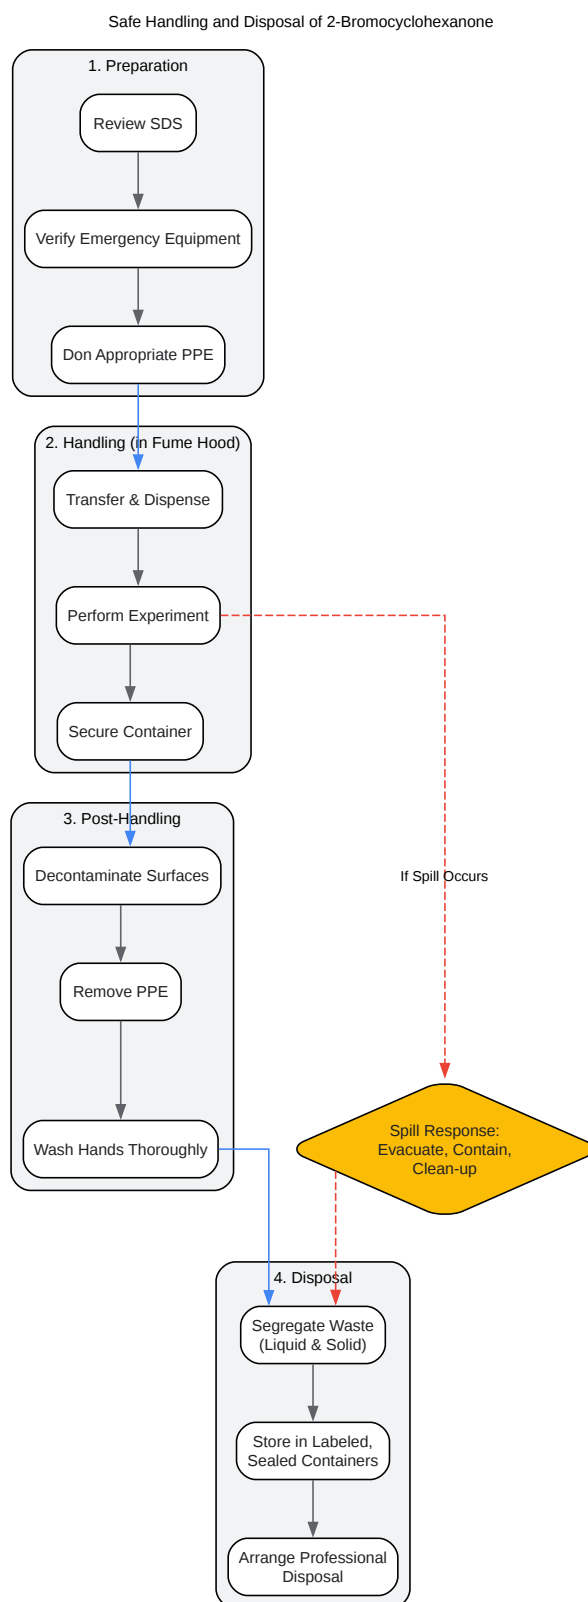 Safe Handling and Disposal of 2-Bromocyclohexanone
1. Preparation
Review SDS
Verify Emergency Equipment
Don Appropriate PPE
2. Handling (in Fume Hood)
Transfer & Dispense
Perform Experiment
Secure Container
3. Post-Handling
Decontaminate Surfaces
If Spill Occurs
Remove PPE
Wash Hands Thoroughly
Spill Response:
Evacuate, Contain,
Clean-up
4. Disposal
Segregate Waste
(Liquid & Solid)
Store in Labeled,
Sealed Containers
Arrange Professional
Disposal